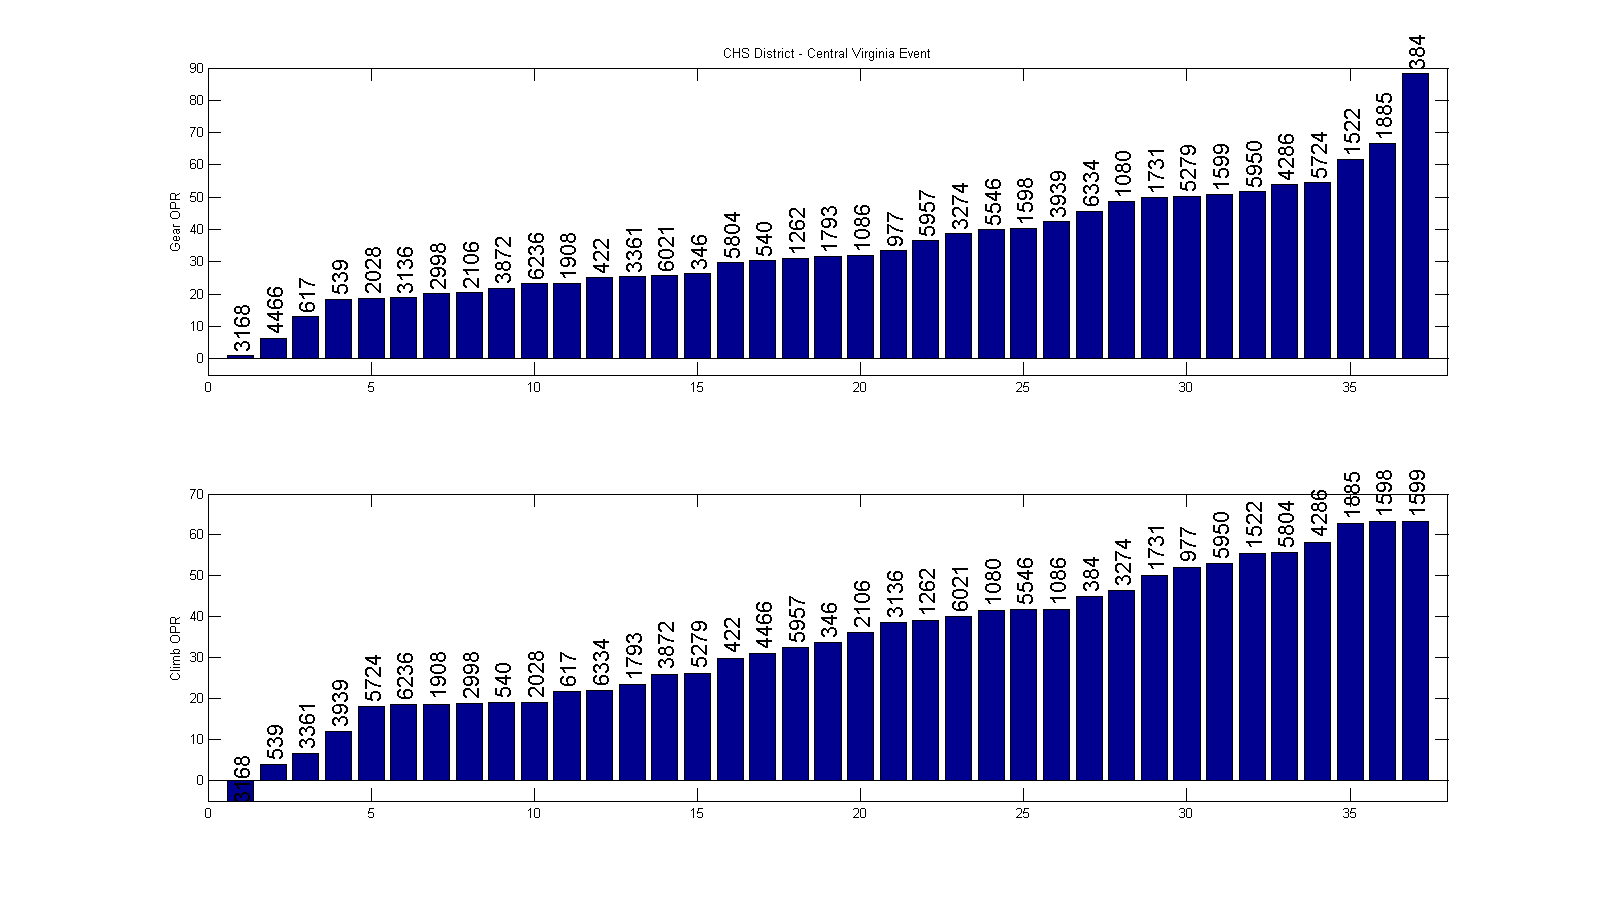 CHS District - Central Virginia Event
Gear OPR
90
80
70
60
50
40
30
20
10
0
3168 4466 617 539 2028 3136 2998 2106 3872 6236 1908 422 3361 6021 346 5804 540 1262 1793 1086 977 5957 3274 5546 1598 3939 6334 1080 1731 5279 1599 5950 4286 5724 1522 1885 384
0 5 10 15 20 25 30 35
Climb OPR
70
60
50
40
30
20
10
0
3168 539 3361 3939 5724 6236 1908 2998 540 2028 617 6334 1793 3872 5279 422 4466 5957 346 2106 3136 1262 6021 1080 5546 1086 384 3274 1731 977 5950 1522 5804 4286 1885 1598 1599
0 5 10 15 20 25 30 35